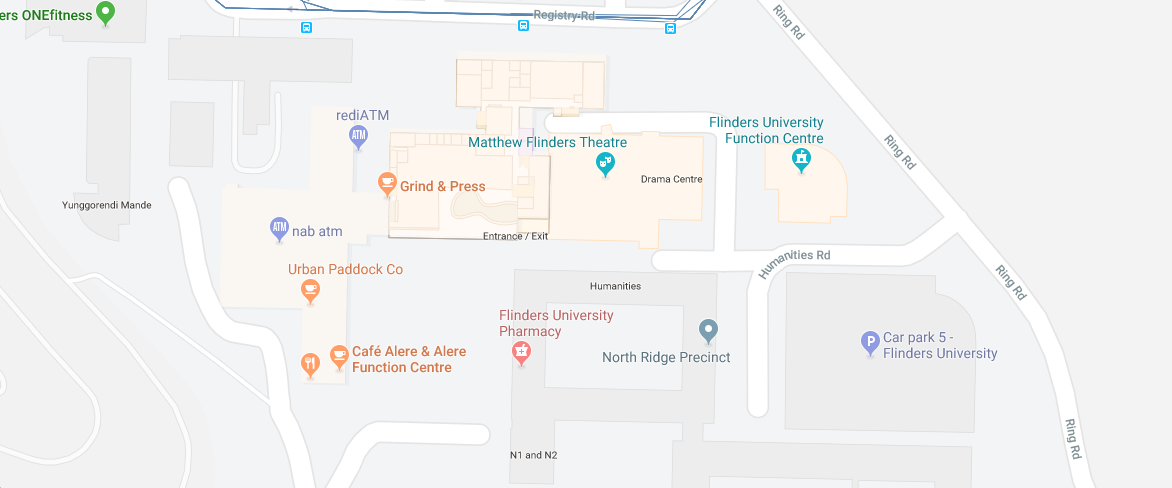 ers ONEfitness
Registry Rd
Ring Rd
rediATM
ATM
Matthew Flinders Theatre
Flinders University
Function Centre
Ring Rd
Grind & Press
Drama Centre
Yunggorendi Mande
ATM
nab atm
Entrance / Exit
Humanities Rd
Ring Rd
Urban Paddock Co
Humanities
Flinders University
Pharmacy
North Ridge Precinct
P
Car park 5 -
Flinders University
Café Alere & Alere
Function Centre
Ring Rd
N1 and N2